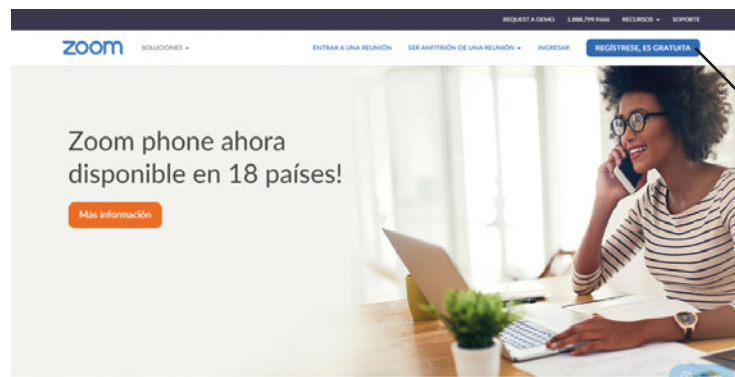 REQUEST A DEMO 1.888.799.9666 RECURSOS SOPORTE
zoom SOLUCIONES ENTRAR A UNA REUNIÓN SER ANFITRIÓN DE UNA REUNIÓN INGRESAR REGÍSTRESE, ES GRATUITA
Zoom phone ahora
disponible en 18 países!
Más información